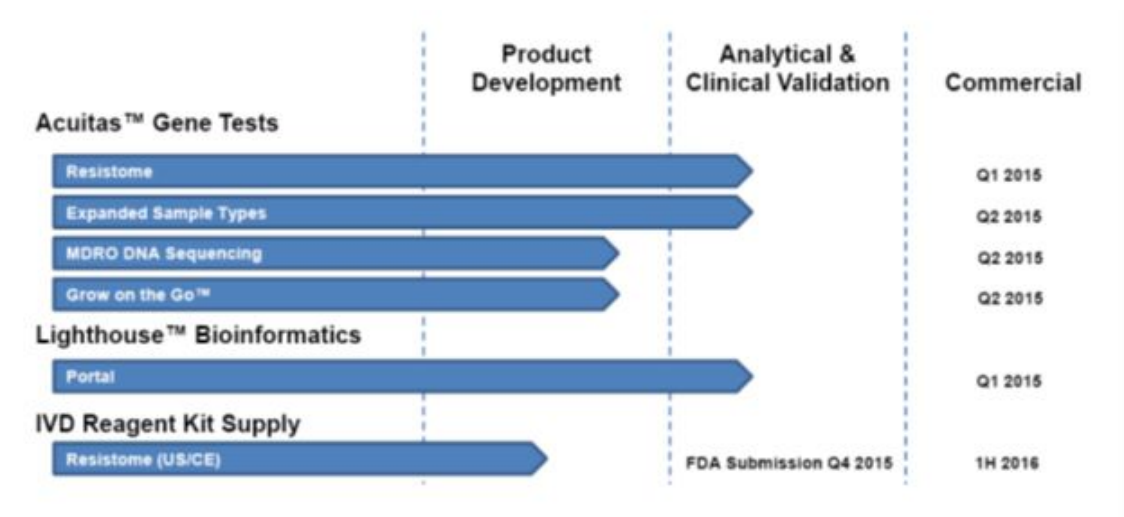 Product
Development
Analytical &
Clinical Validation
Commercial
Acuitas™ Gene Tests
Resistome
Q1 2015
Expanded Sample Types
Q2 2015
MDRO DNA Sequencing
Q2 2015
Grow on the Go™
Q2 2015
Lighthouse™ Bioinformatics
Portal
Q1 2015
IVD Reagent Kit Supply
Resistome (US/CE)
FDA Submission Q4 2015
1H 2016